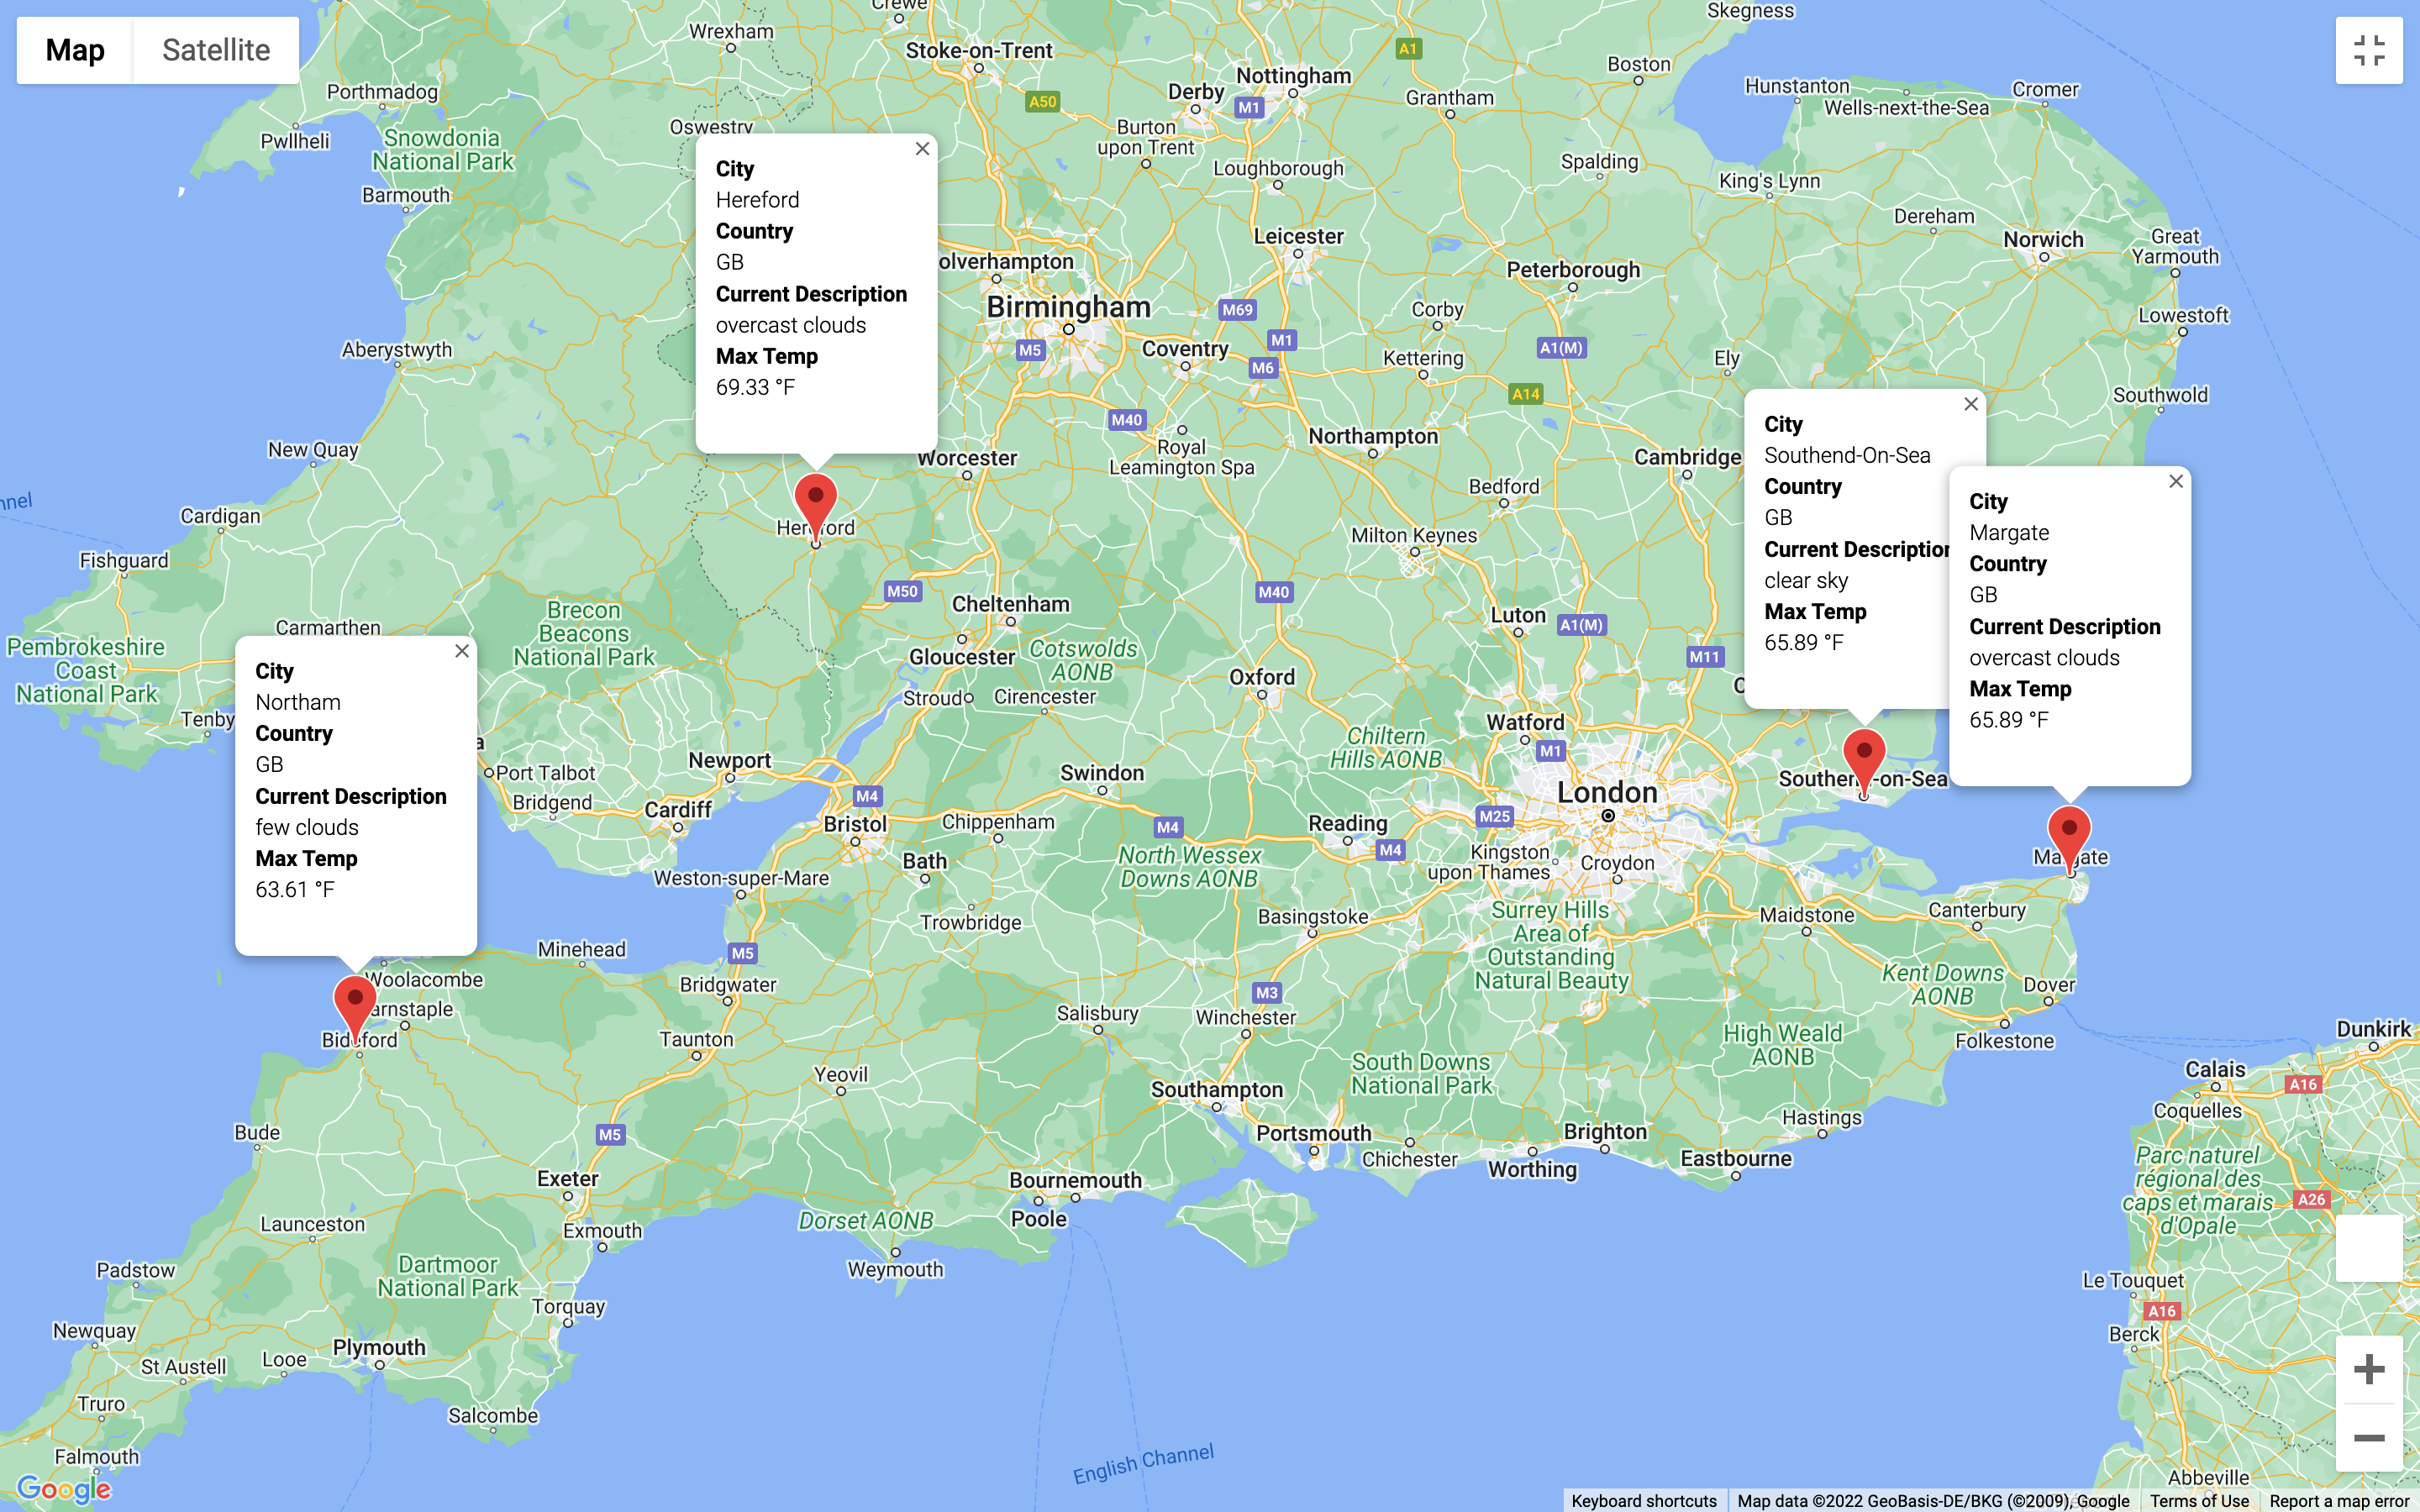 Map
Satellite
Crewe
Wrexham
Stoke-on-Trent
A1
Skegness
Nottingham
Boston
Derby
M1
Hunstanton
Cromer
Porthmadog
A50
Grantham
Wells-next-the-Sea
Pwllheli
Snowdonia
National Park
Oswestry
Burton
upon Trent
Loughborough
Spalding
King's Lynn
Barmouth
Dereham
Norwich
Great
Yarmouth
Leicester
Peterborough
City
Hereford
Country
GB
Current Description
overcast clouds
Max Temp
69.33 °F
olverhampton
Birmingham
M69
Corby
Lowestoft
M5
Coventry
M1
M6
Kettering
A1(M)
Ely
Aberystwyth
A14
Southwold
M40
Royal
Leamington Spa
Northampton
Cambridge
New Quay
Worcester
Bedford
nnel
Cardigan
Hereford
Milton Keynes
City
Southend-On-Sea
Country
GB
Current Description
clear sky
Max Temp
65.89 °F
City
Margate
Country
GB
Current Description
overcast clouds
Max Temp
65.89 °F
Fishguard
M50
M40
Cheltenham
Luton
A1(M)
Brecon
Beacons
National Park
Carmarthen
Pembrokeshire
Coast
National Park
Gloucester
Cotswolds
AONB
M11
Oxford
Stroud
Cirencester
Tenby
City
Northam
Country
GB
Current Description
few clouds
Max Temp
63.61 °F
a
C
Watford
M1
Chiltern
Hills AONB
Port Talbot
Newport
Swindon
Southend-on-Sea
Bridgend
Cardiff
M4
London
Bristol
Chippenham
M4
Reading
M25
M4
Bath
North Wessex
Downs AONB
Kingston
upon Thames
Croydon
Margate
Weston-super-Mare
Trowbridge
Basingstoke
Surrey Hills
Area of
Outstanding
Natural Beauty
Maidstone
Canterbury
Minehead
M5
Woolacombe
Bridgwater
M3
Kent Downs
AONB
Dover
arnstaple
Bideford
Taunton
Salisbury
Winchester
High Weald
AONB
Folkestone
Dunkirk
Yeovil
South Downs
National Park
Calais
A16
Southampton
Coquelles
Bude
M5
Portsmouth
Chichester
Brighton
Worthing
Hastings
Eastbourne
Exeter
Bournemouth
Poole
Parc naturel
régional des
caps et marais
d'Opale
A26
Launceston
Exmouth
Dorset AONB
Weymouth
Padstow
Dartmoor
National Park
Torquay
Le Touquet
A16
Newquay
Berck
St Austell
Looe
Plymouth
Truro
Salcombe
Falmouth
English Channel
Abbeville
Google
Keyboard shortcuts
Map data ©2022 GeoBasis-DE/BKG (©2009), Google
Terms of Use
Report a map error